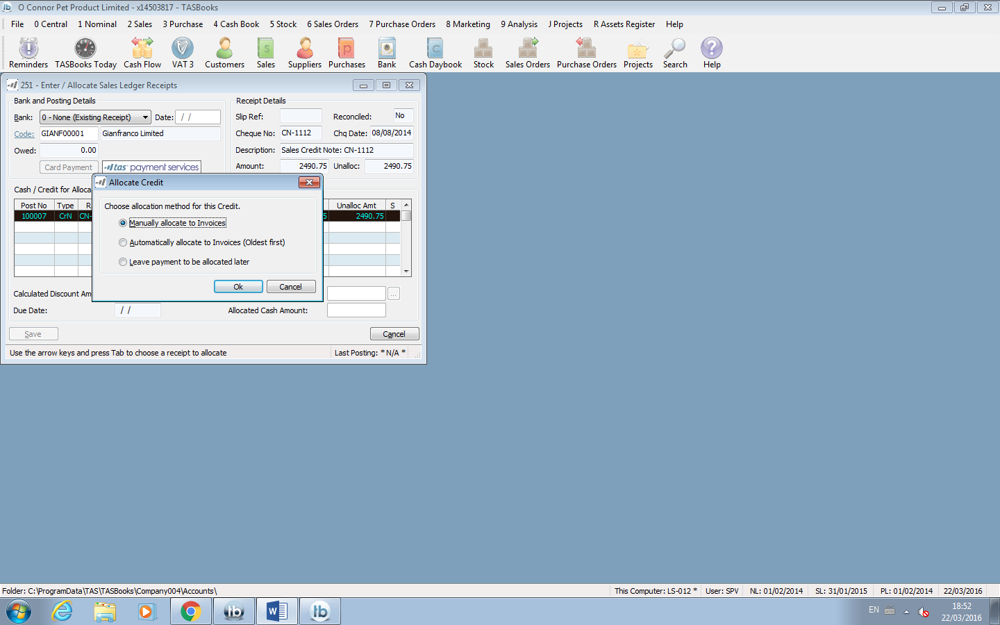 O Connor Pet Product Limited - x14503817 - TASBooks
File 0 Central 1 Nominal 2 Sales 3 Purchase 4 Cash Book 5 Stock 6 Sales Orders 7 Purchase Orders 8 Marketing 9 Analysis J Projects R Assets Register Help
Reminders TASBooks Today Cash Flow VAT 3 Customers Sales Suppliers Purchases Bank Cash Daybook Stock Sales Orders Purchase Orders Projects Search Help
251 - Enter / Allocate Sales Ledger Receipts
Bank and Posting Details
Bank: 0 - None (Existing Receipt) Date: / /
Code: GIANF00001 Gianfranco Limited
Owed: 0.00
Card Payment tas payment services
Receipt Details
Slip Ref: Reconciled: No
Cheque No: CN-1112 Chq Date: 08/08/2014
Description: Sales Credit Note: CN-1112
Amount: 2490.75 Unalloc: 2490.75
Allocate Credit
Choose allocation method for this Credit.
Manually allocate to Invoices
Automatically allocate to Invoices (Oldest first)
Leave payment to be allocated later
Ok Cancel
Cash / Credit for Alloca
Post No Type R Unalloc Amt S
100007 CrN CN- 5 2490.75
Calculated Discount Am ...
Due Date: / / Allocated Cash Amount:
Save Cancel
Use the arrow keys and press Tab to choose a receipt to allocate Last Posting: * N/A *
Folder: C:\ProgramData\TAS\TASBooks\Company004\Accounts\ This Computer: LS-012 * User: SPV NL: 01/02/2014 SL: 31/01/2015 PL: 01/02/2014 22/03/2016
EN 18:52
22/03/2016